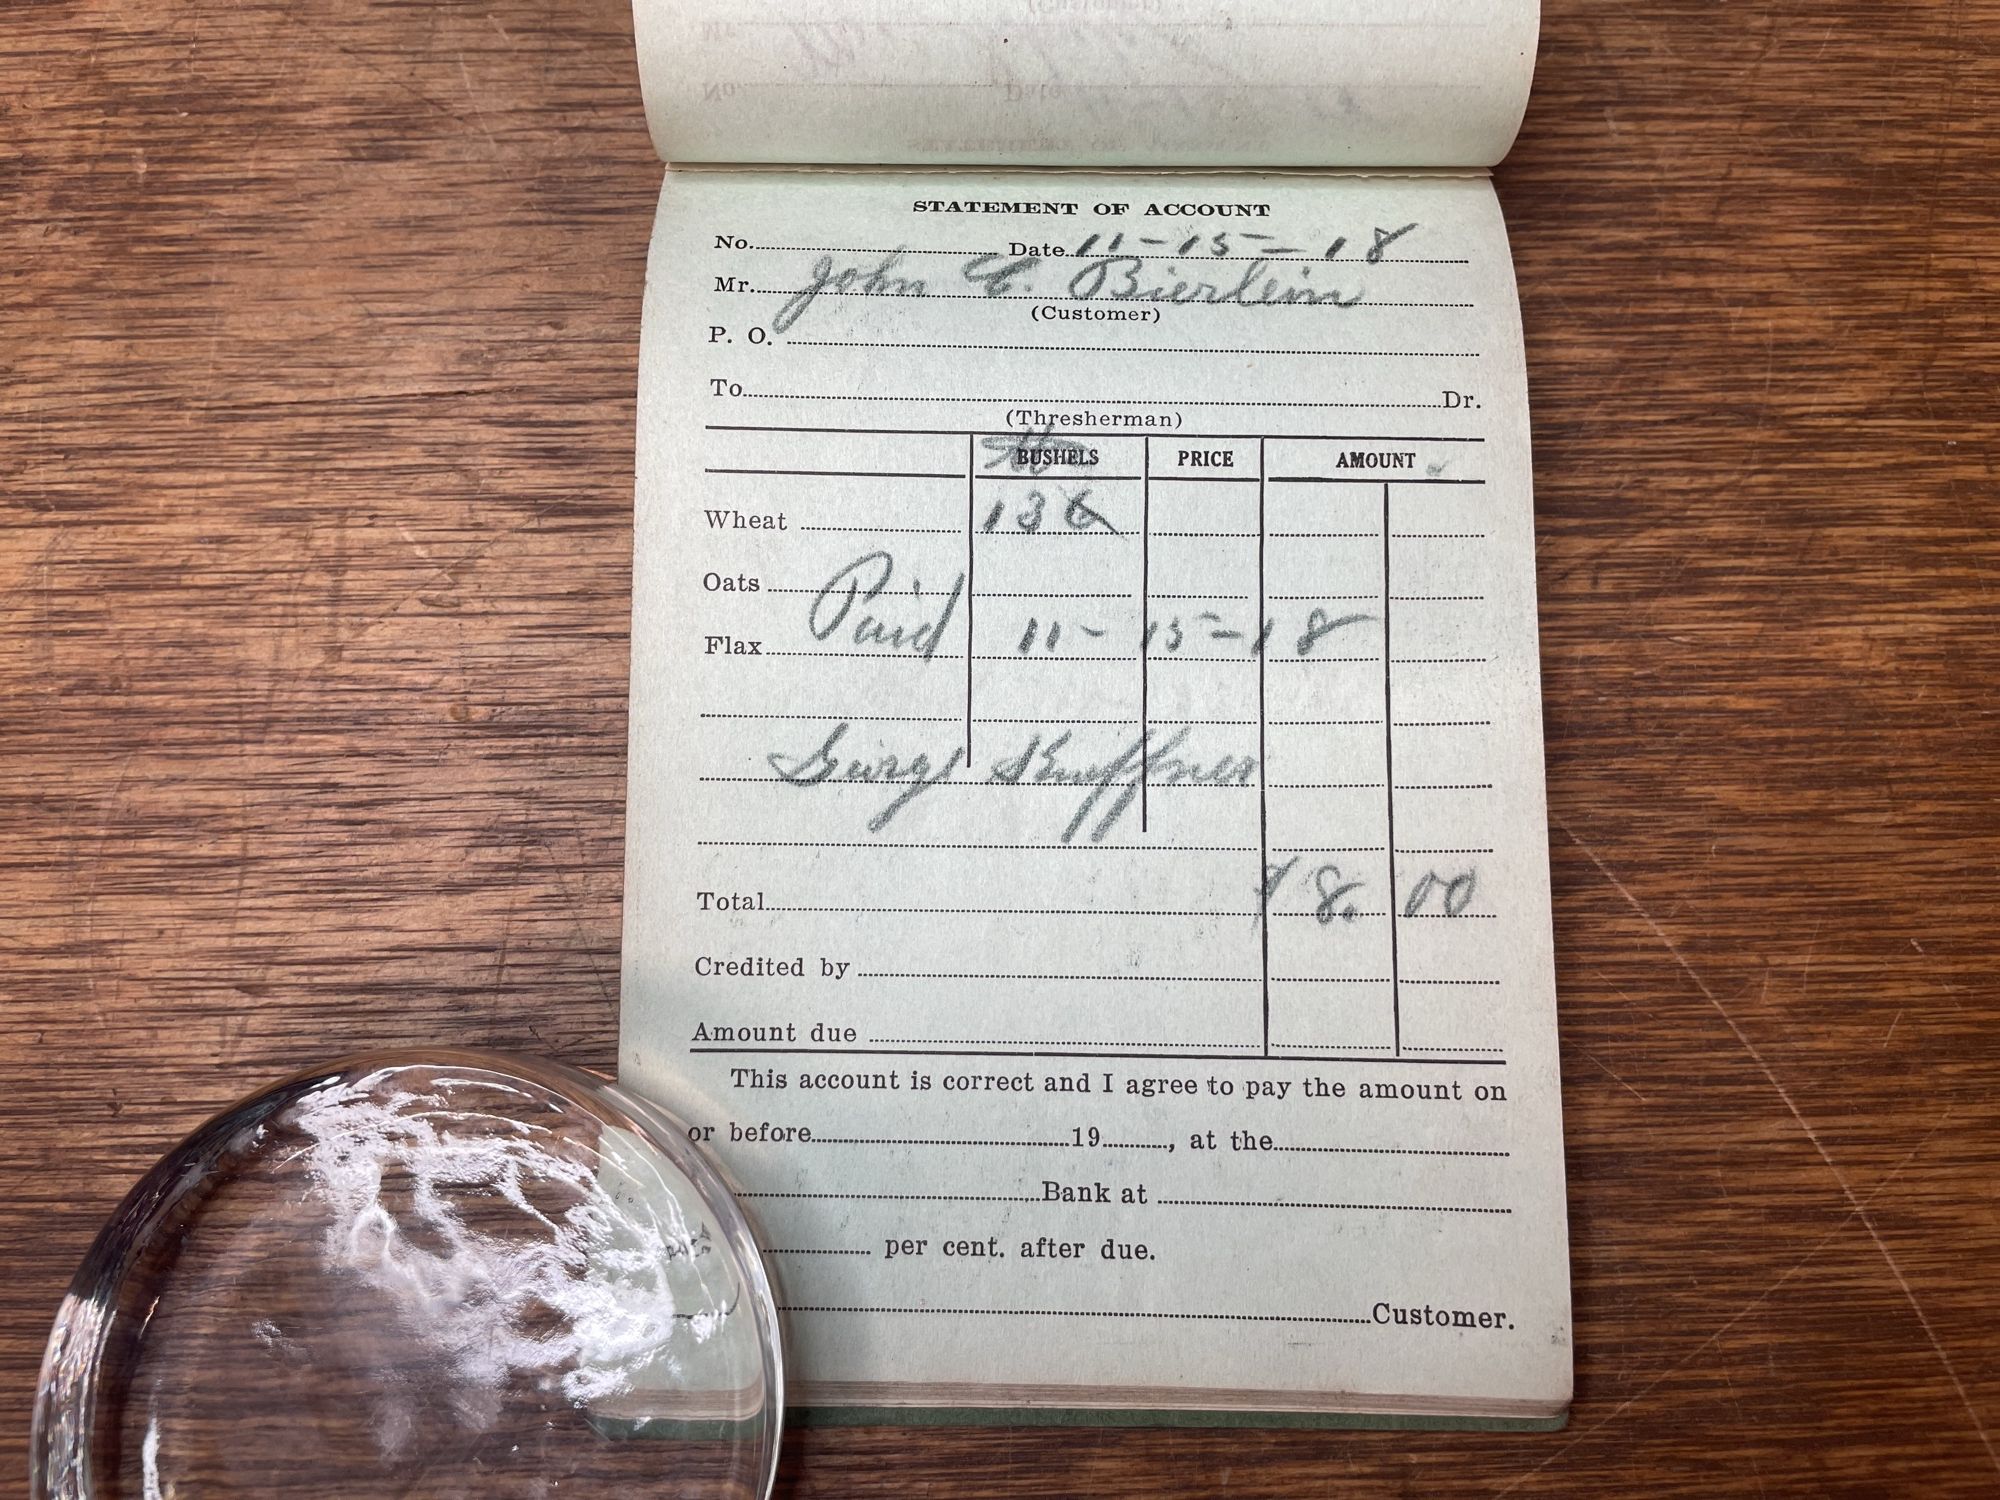 STATEMENT OF ACCOUNT
No. Date 11-15-18
Mr. John Bierlein
(Customer)
P. O.
To Dr.
(Thresherman)
BUSHELS PRICE AMOUNT
Wheat 136
Oats
Flax Paid 11-15-18
George
Total 18.00
Credited by
Amount due
This account is correct and I agree to pay the amount on
or before 19, at the
Bank at
per cent. after due.
Customer.